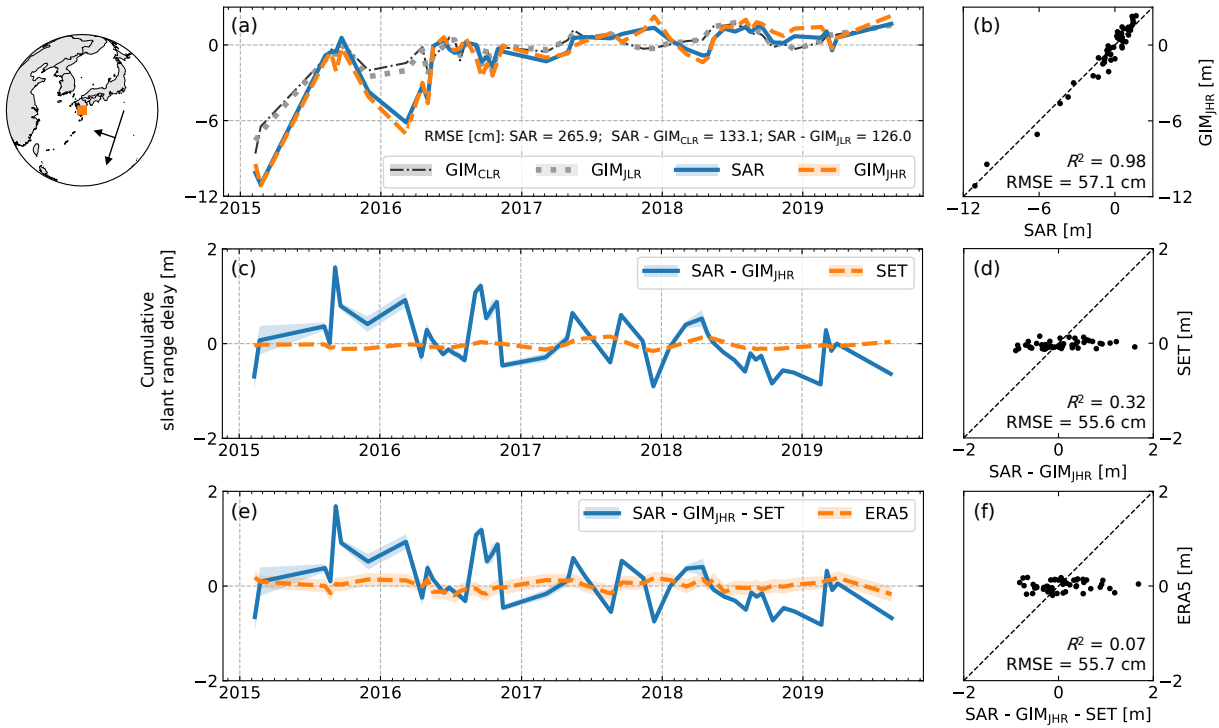 (a)
0
−6
−12
RMSE [cm]: SAR = 265.9; SAR - GIM_CLR = 133.1; SAR - GIM_JLR = 126.0
GIM_CLR GIM_JLR SAR GIM_JHR
2015 2016 2017 2018 2019
(b)
R² = 0.98
RMSE = 57.1 cm
0
−6
−12
GIM_JHR [m]
−12 −6 0
SAR [m]
Cumulative
slant range delay [m]
(c)
2
0
−2
SAR - GIM_JHR SET
2015 2016 2017 2018 2019
(d)
R² = 0.32
RMSE = 55.6 cm
2
0
−2
SET [m]
−2 0 2
SAR - GIM_JHR [m]
(e)
2
0
−2
SAR - GIM_JHR - SET ERA5
2015 2016 2017 2018 2019
(f)
R² = 0.07
RMSE = 55.7 cm
2
0
−2
ERA5 [m]
−2 0 2
SAR - GIM_JHR - SET [m]